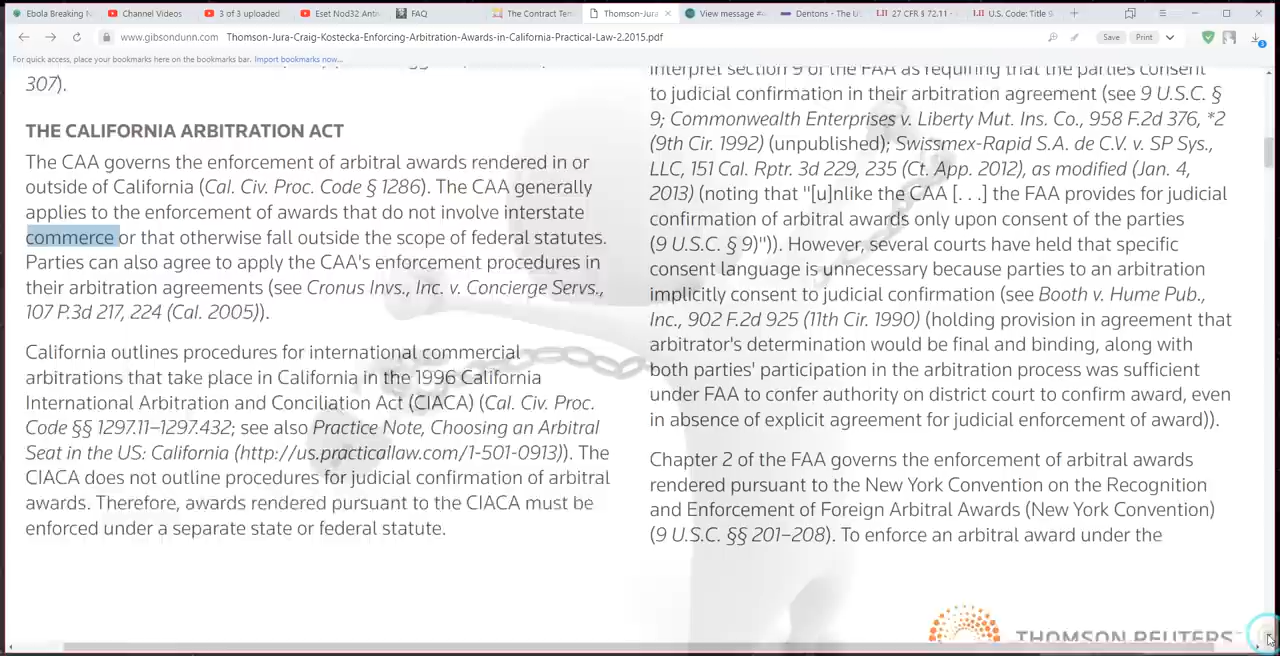 Ebola Breaking N
Channel Videos
3 of 3 uploaded
Eset Nod32 Anti
FAQ
The Contract Ten
Thomson-Jura-
View message #
Dentons - The U
27 CFR § 72.11 -
U.S. Code: Title 9
www.gibsondunn.com Thomson-Jura-Craig-Kostecka-Enforcing-Arbitration-Awards-in-California-Practical-Law-2.2015.pdf
Save
Print
For quick access, place your bookmarks here on the bookmarks bar. Import bookmarks now...
307).
THE CALIFORNIA ARBITRATION ACT
The CAA governs the enforcement of arbitral awards rendered in or
outside of California (Cal. Civ. Proc. Code § 1286). The CAA generally
applies to the enforcement of awards that do not involve interstate
commerce or that otherwise fall outside the scope of federal statutes.
Parties can also agree to apply the CAA's enforcement procedures in
their arbitration agreements (see Cronus Invs., Inc. v. Concierge Servs.,
107 P.3d 217, 224 (Cal. 2005)).
California outlines procedures for international commercial
arbitrations that take place in California in the 1996 California
International Arbitration and Conciliation Act (CIACA) (Cal. Civ. Proc.
Code §§ 1297.11–1297.432; see also Practice Note, Choosing an Arbitral
Seat in the US: California (http://us.practicallaw.com/1-501-0913)). The
CIACA does not outline procedures for judicial confirmation of arbitral
awards. Therefore, awards rendered pursuant to the CIACA must be
enforced under a separate state or federal statute.
interpret section 9 of the FAA as requiring that the parties consent
to judicial confirmation in their arbitration agreement (see 9 U.S.C. §
9; Commonwealth Enterprises v. Liberty Mut. Ins. Co., 958 F.2d 376, *2
(9th Cir. 1992) (unpublished); Swissmex-Rapid S.A. de C.V. v. SP Sys.,
LLC, 151 Cal. Rptr. 3d 229, 235 (Ct. App. 2012), as modified (Jan. 4,
2013) (noting that "[u]nlike the CAA [. . .] the FAA provides for judicial
confirmation of arbitral awards only upon consent of the parties
(9 U.S.C. § 9)")). However, several courts have held that specific
consent language is unnecessary because parties to an arbitration
implicitly consent to judicial confirmation (see Booth v. Hume Pub.,
Inc., 902 F.2d 925 (11th Cir. 1990) (holding provision in agreement that
arbitrator's determination would be final and binding, along with
both parties' participation in the arbitration process was sufficient
under FAA to confer authority on district court to confirm award, even
in absence of explicit agreement for judicial enforcement of award)).
Chapter 2 of the FAA governs the enforcement of arbitral awards
rendered pursuant to the New York Convention on the Recognition
and Enforcement of Foreign Arbitral Awards (New York Convention)
(9 U.S.C. §§ 201–208). To enforce an arbitral award under the
THOMSON REUTERS